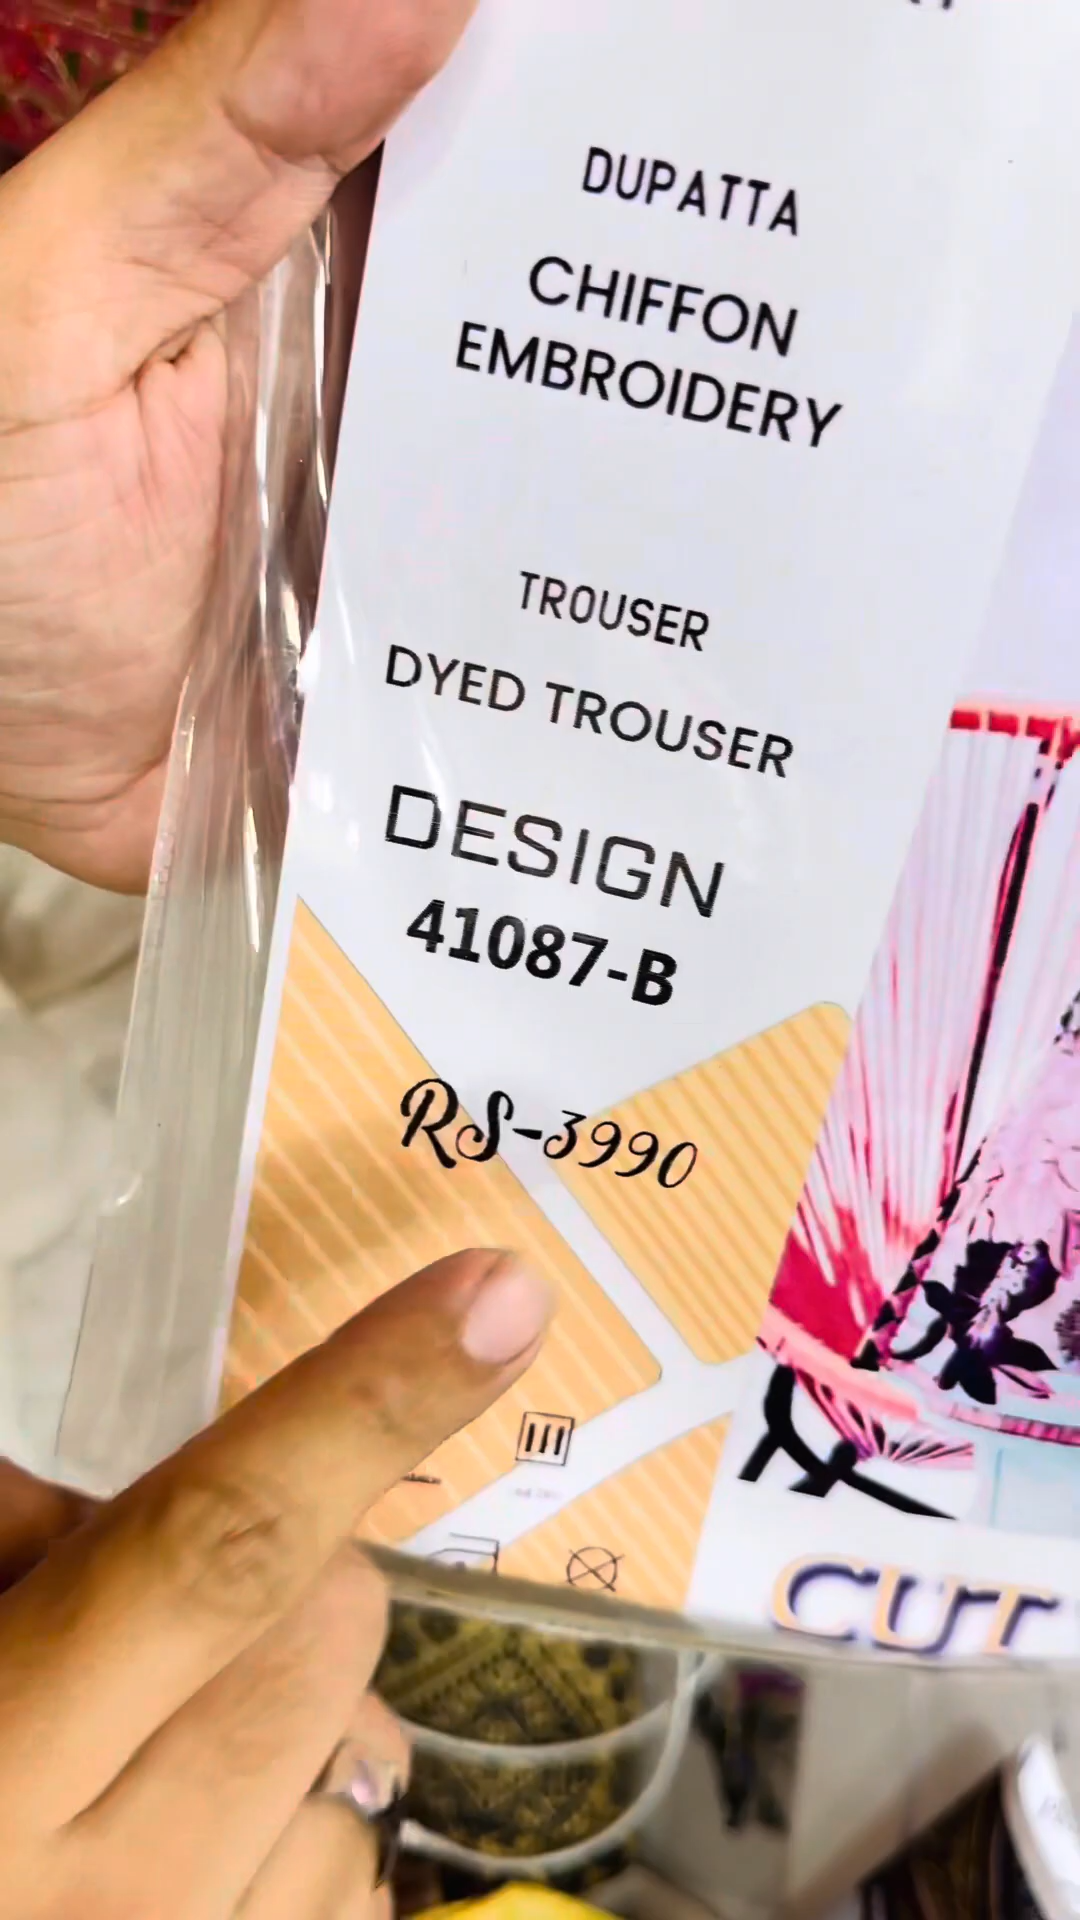 DUPATTA
CHIFFON
EMBROIDERY
TROUSER
DYED TROUSER
DESIGN
41087-B
RS-3990
CUT